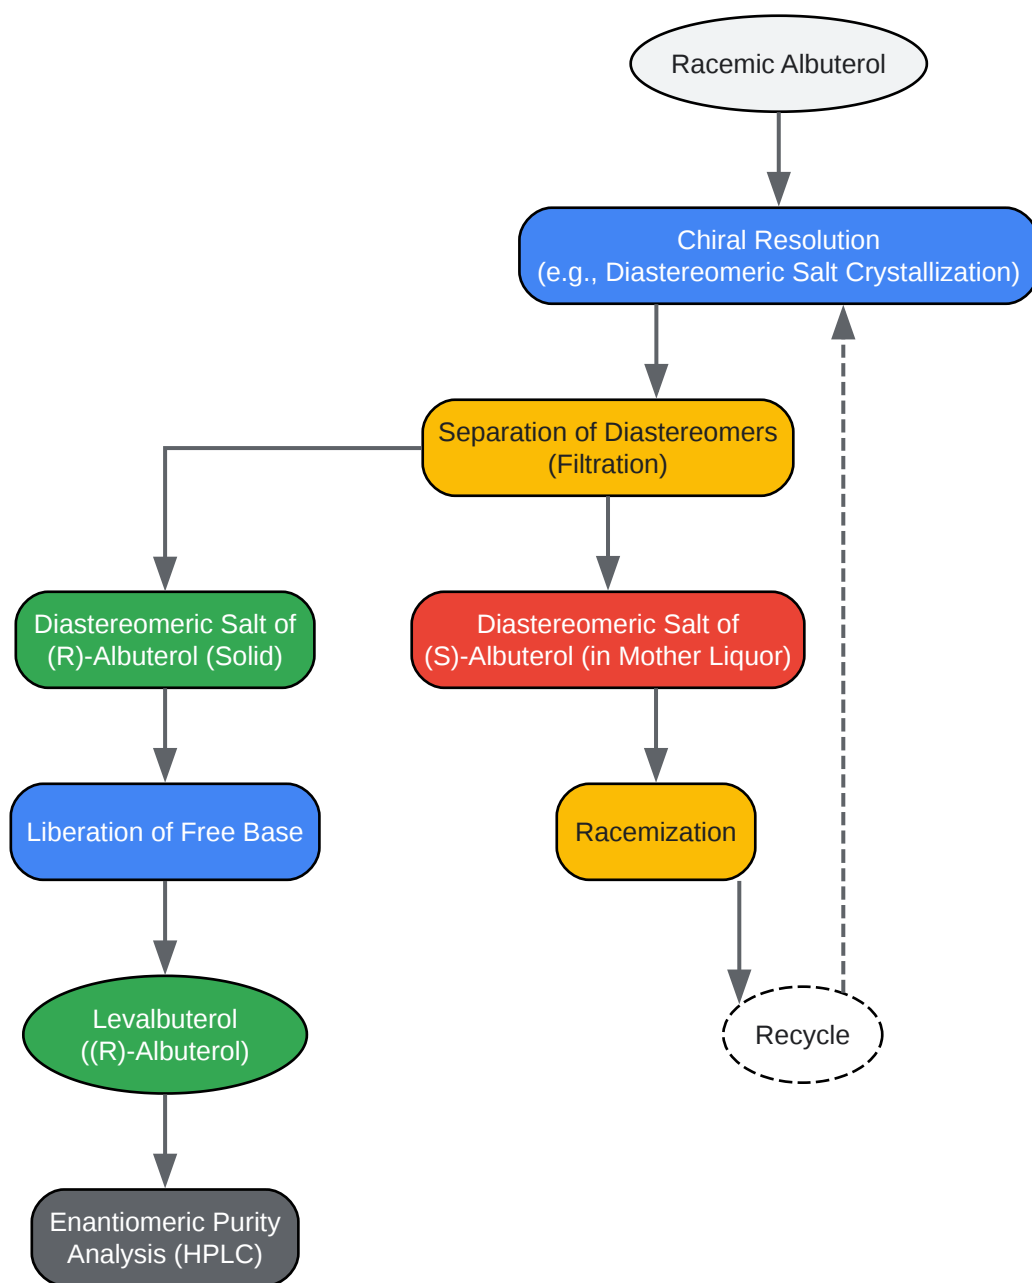 Racemic Albuterol
Chiral Resolution
(e.g., Diastereomeric Salt Crystallization)
Separation of Diastereomers
(Filtration)
Diastereomeric Salt of
(R)-Albuterol (Solid)
Diastereomeric Salt of
(S)-Albuterol (in Mother Liquor)
Liberation of Free Base
Racemization
Levalbuterol
((R)-Albuterol)
Recycle
Enantiomeric Purity
Analysis (HPLC)